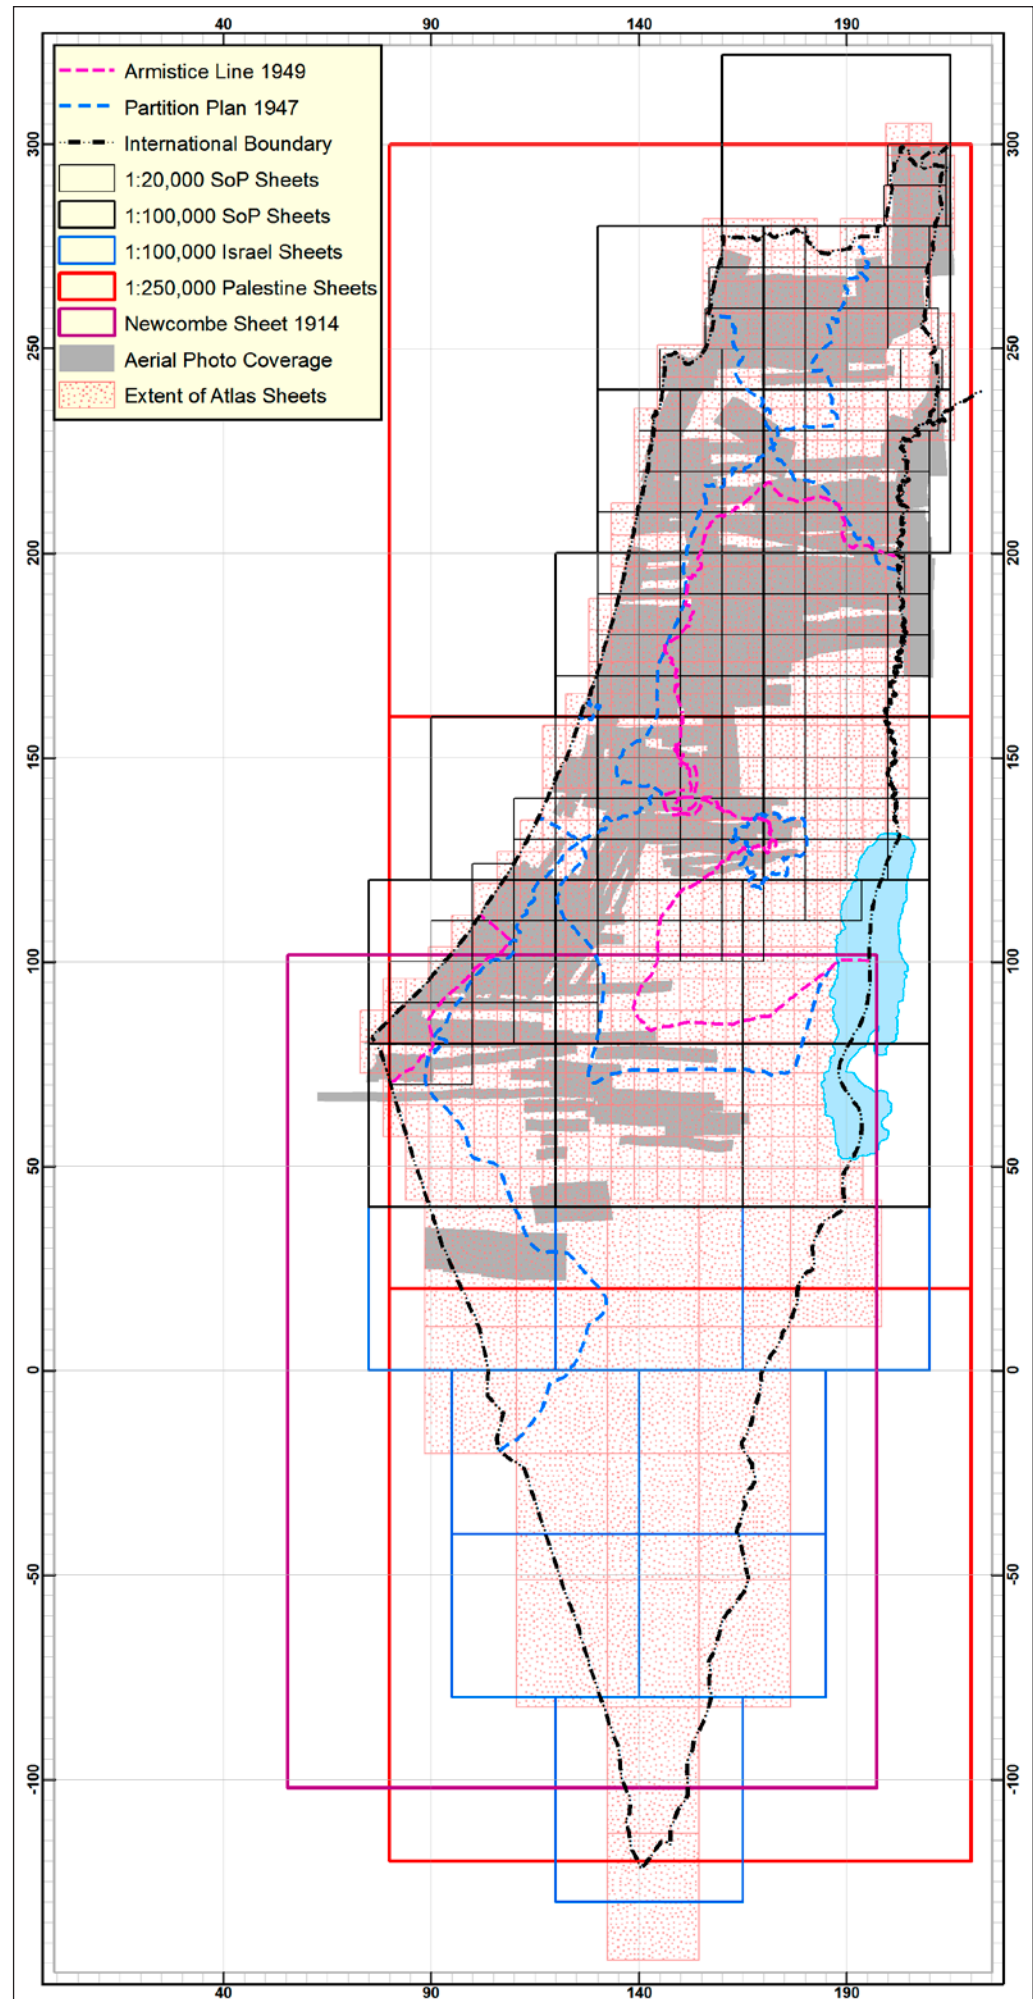 40 90 140 190
Armistice Line 1949
Partition Plan 1947
International Boundary
1:20,000 SoP Sheets
1:100,000 SoP Sheets
1:100,000 Israel Sheets
1:250,000 Palestine Sheets
Newcombe Sheet 1914
Aerial Photo Coverage
Extent of Atlas Sheets
300 300
250 250
200 200
150 150
100 100
50 50
0 0
-50 -50
-100 -100
40 90 140 190